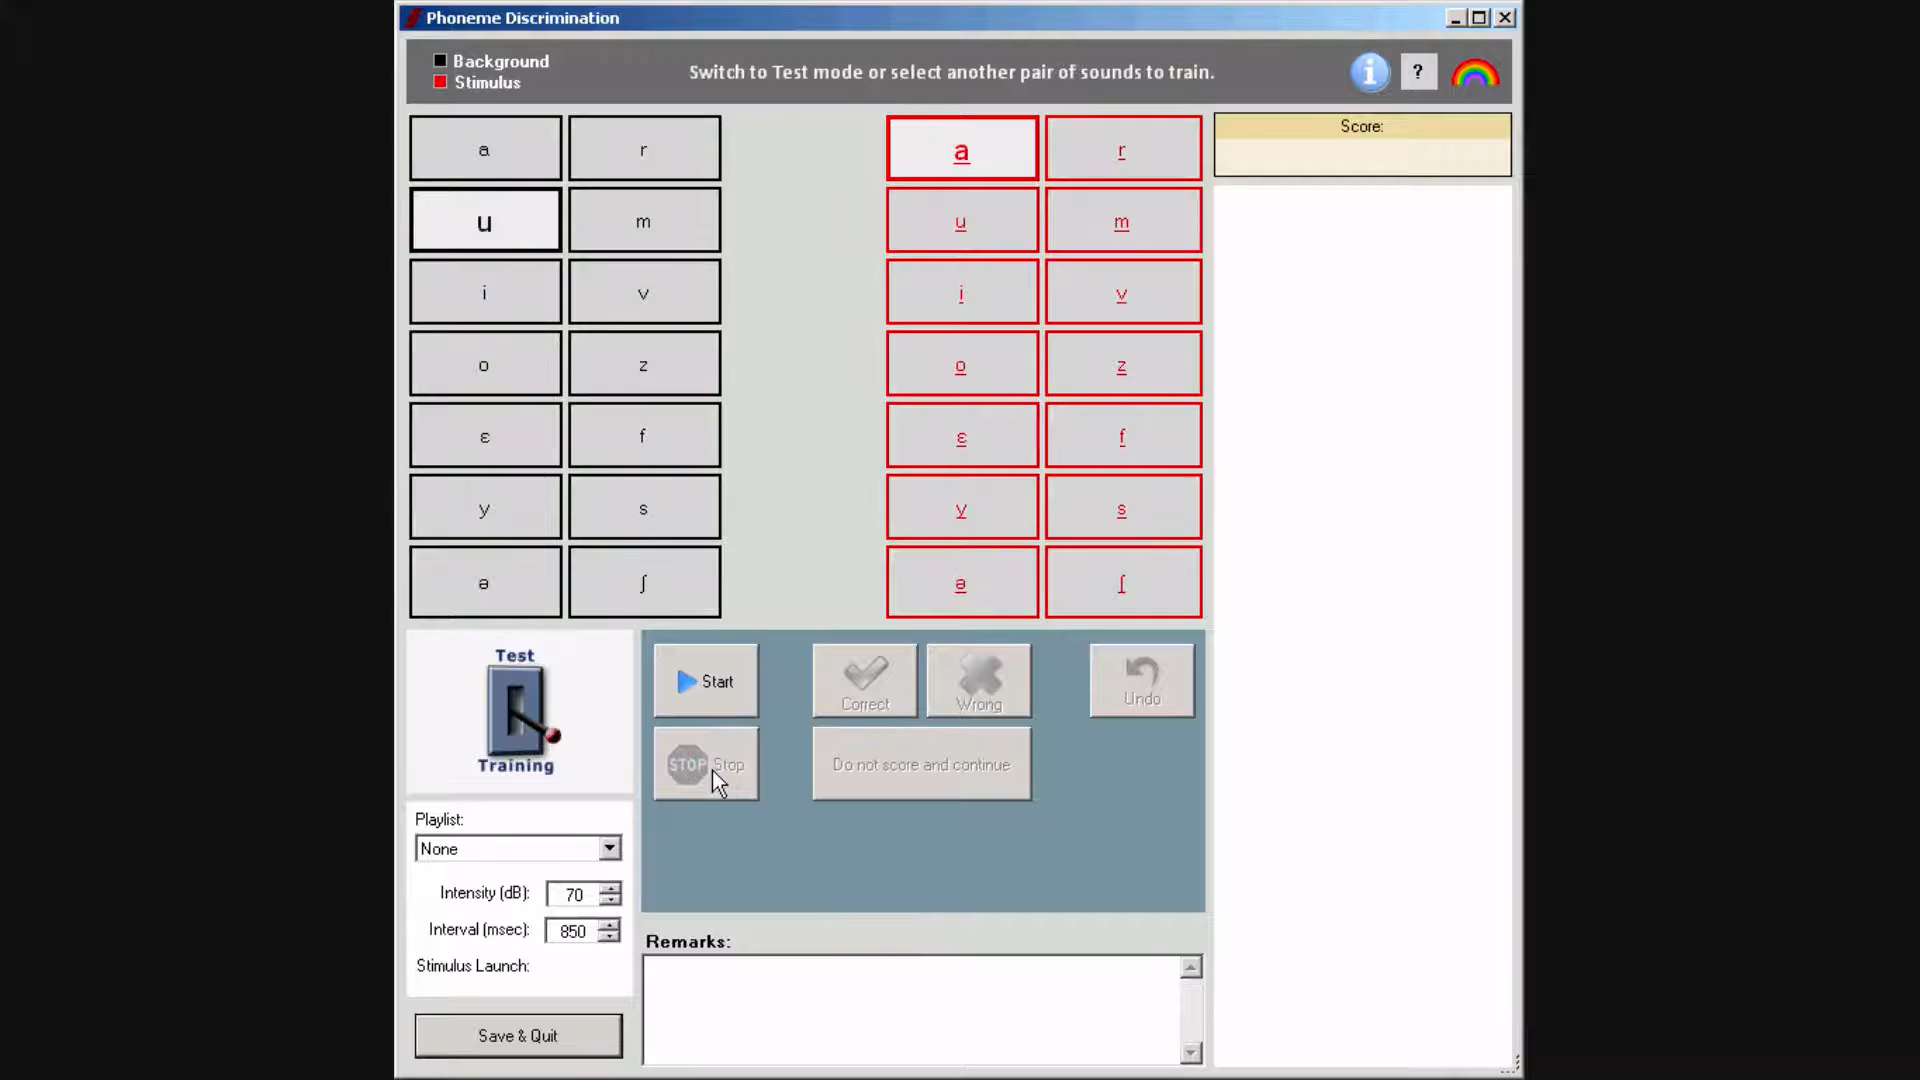 Phoneme Discrimination
Background
Stimulus
Switch to Test mode or select another pair of sounds to train.
i
?
a r a r Score:
u m u m
i v i v
o z o z
ε f ε f
y s y s
ə ʃ ə ʃ
Test
Training
Start
Correct
Wrong
Undo
STOP Stop
Do not score and continue
Playlist:
None
Intensity (dB): 70
Interval (msec): 850
Stimulus Launch:
Remarks:
Save & Quit